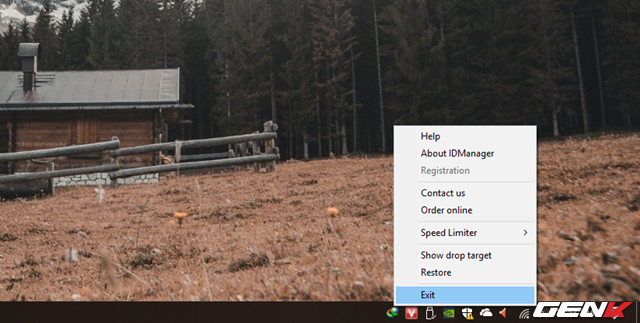 Help
About IDManager
Registration
Contact us
Order online
Speed Limiter
Show drop target
Restore
Exit
GENK